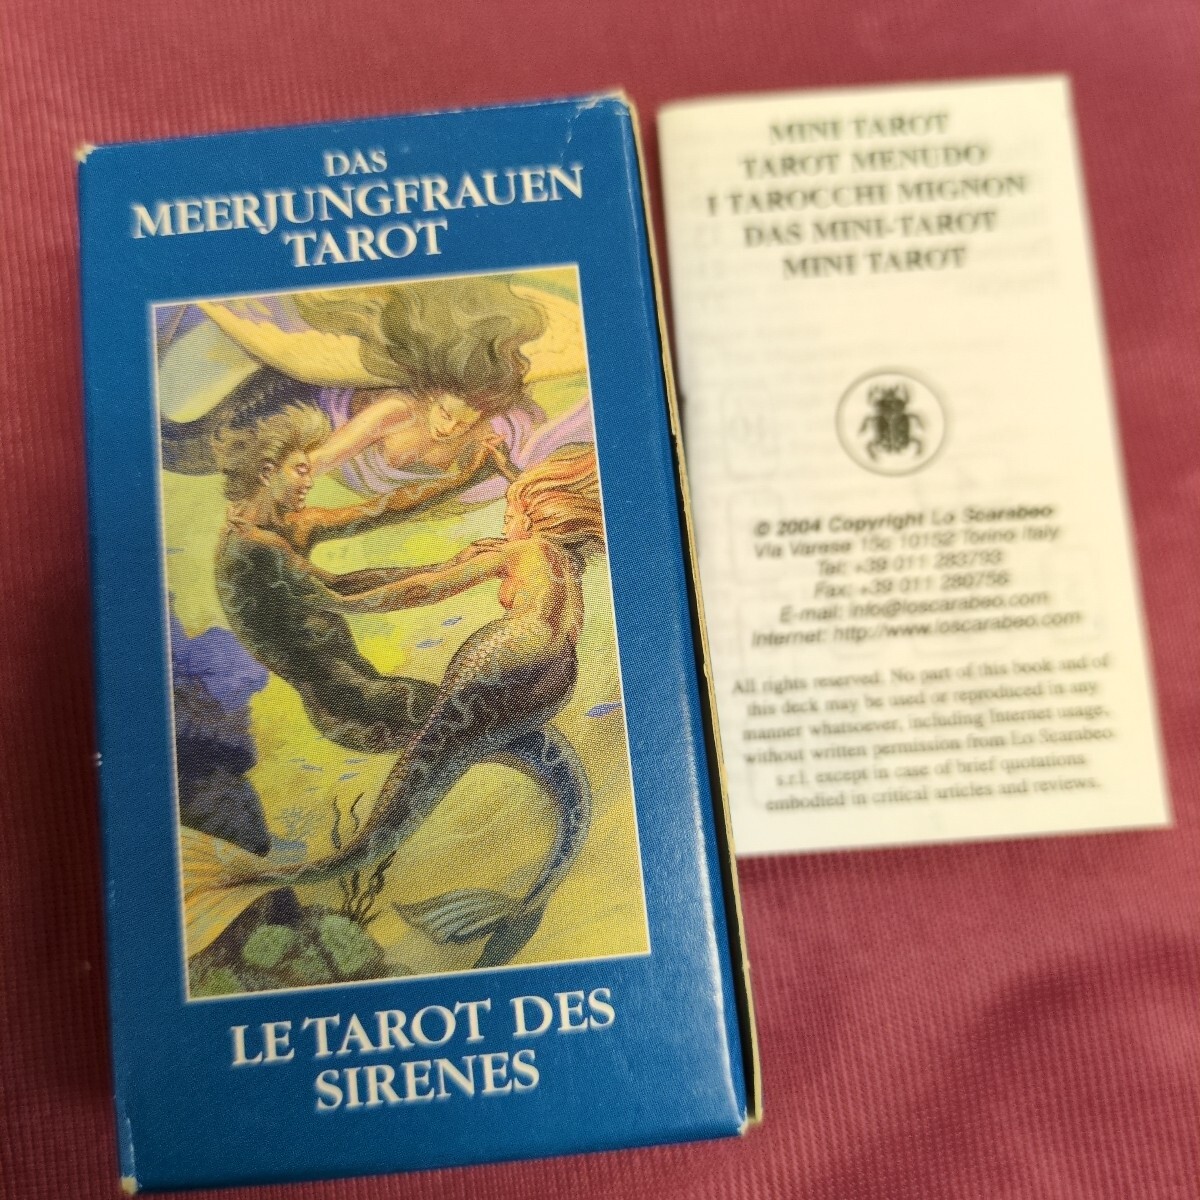 DAS
MEERJUNGFRAUEN
TAROT
LE TAROT DES
SIRENES
MINI TAROT
TAROT MENUDO
I TAROCCHI MIGNON
DAS MINI-TAROT
MINI TAROT
© 2004 Copyright Lo Scarabeo
Via Varese 15c 10152 Torino Italy
Tel: +39 011 283793
Fax: +39 011 280756
E-mail: info@loscarabeo.com
Internet: http://www.loscarabeo.com
All rights reserved. No part of this book and of
this deck may be used or reproduced in any
manner whatsoever, including Internet usage,
without written permission from Lo Scarabeo
s.r.l. except in case of brief quotations
embodied in critical articles and reviews.